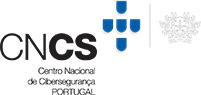 CNCS
Centro Nacional
de Cibersegurança
PORTUGAL